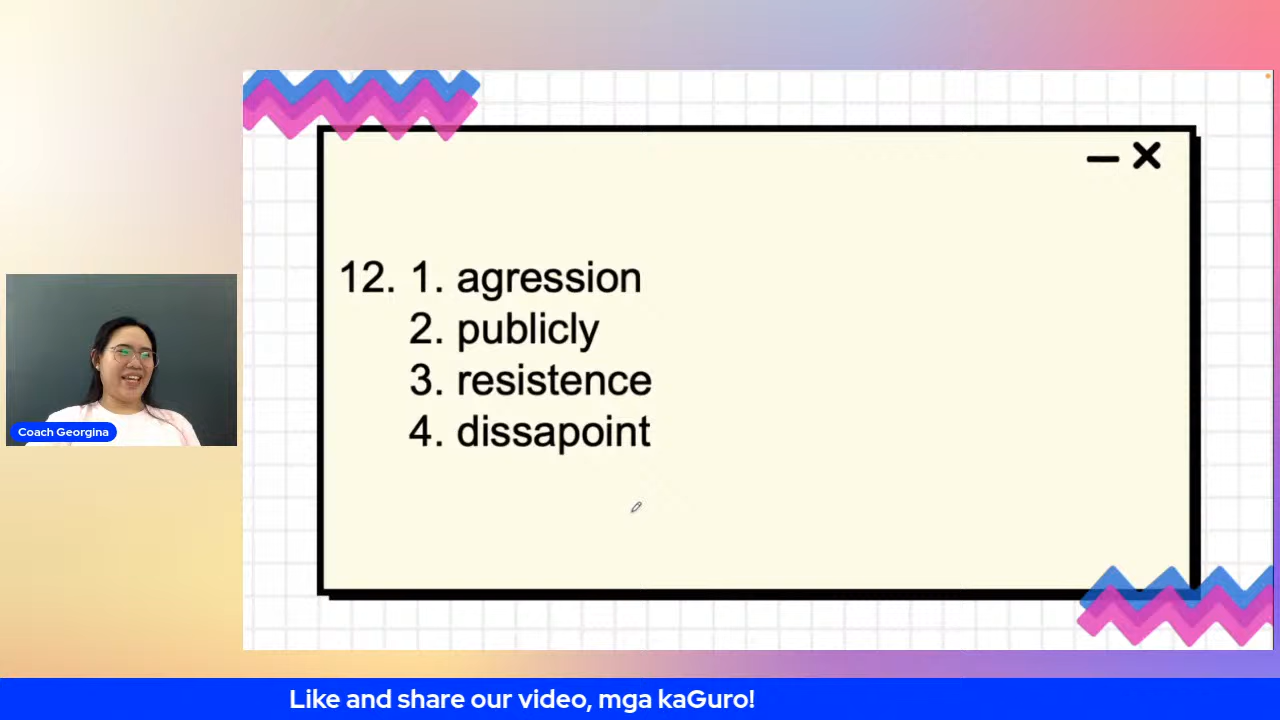 12. 1. agression
2. publicly
3. resistence
4. dissapoint
Coach Georgina
Like and share our video, mga kaGuro!